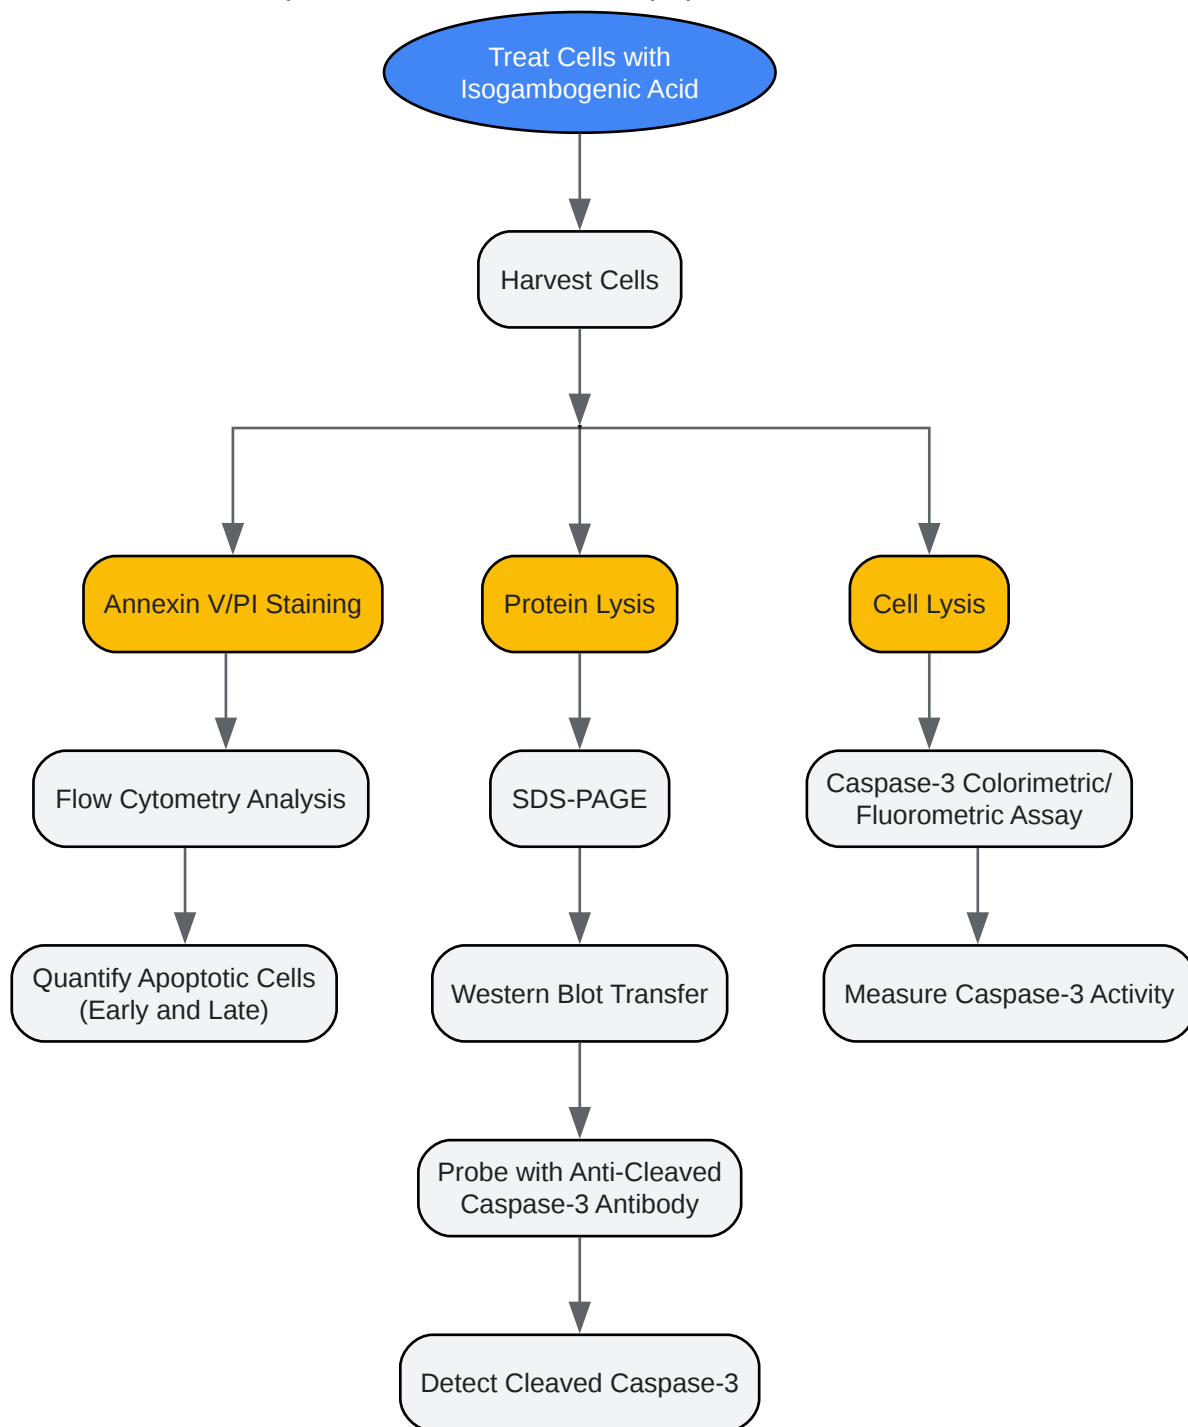 Treat Cells with
Isogambogenic Acid
Harvest Cells
Annexin V/PI Staining
Protein Lysis
Cell Lysis
Flow Cytometry Analysis
SDS-PAGE
Caspase-3 Colorimetric/
Fluorometric Assay
Quantify Apoptotic Cells
(Early and Late)
Western Blot Transfer
Measure Caspase-3 Activity
Probe with Anti-Cleaved
Caspase-3 Antibody
Detect Cleaved Caspase-3